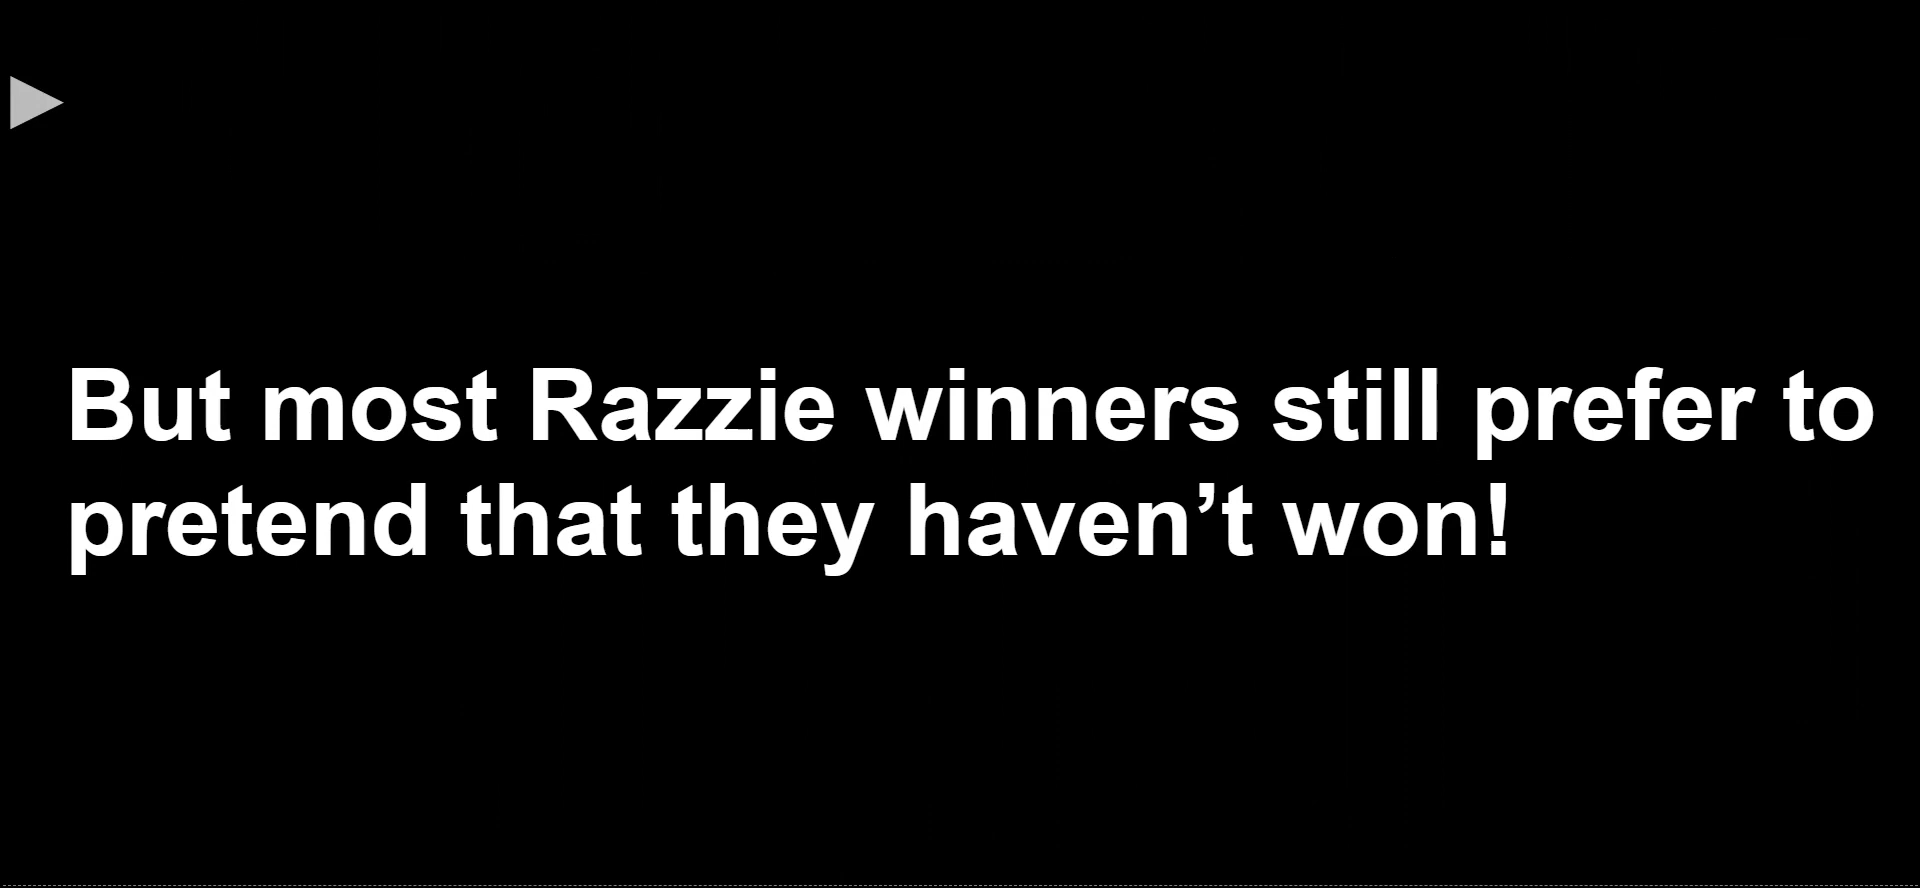 But most Razzie winners still prefer to
pretend that they haven’t won!